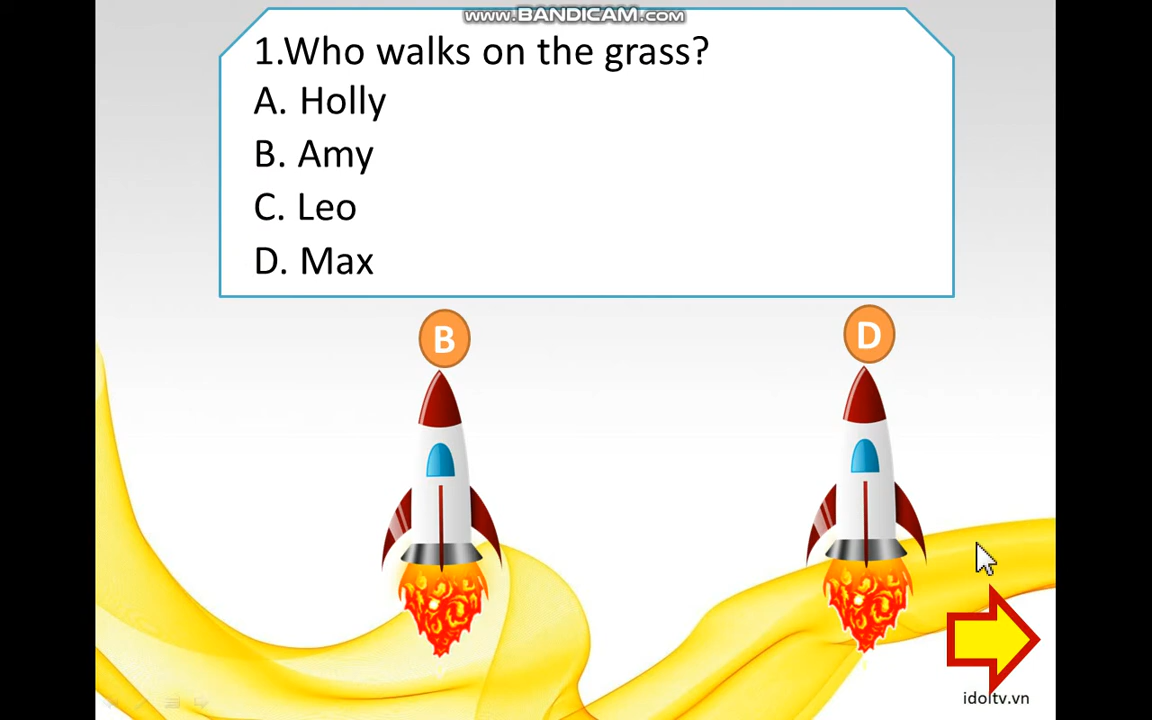 www.BANDICAM.com
1.Who walks on the grass?
A. Holly
B. Amy
C. Leo
D. Max
B
D
idoltv.vn